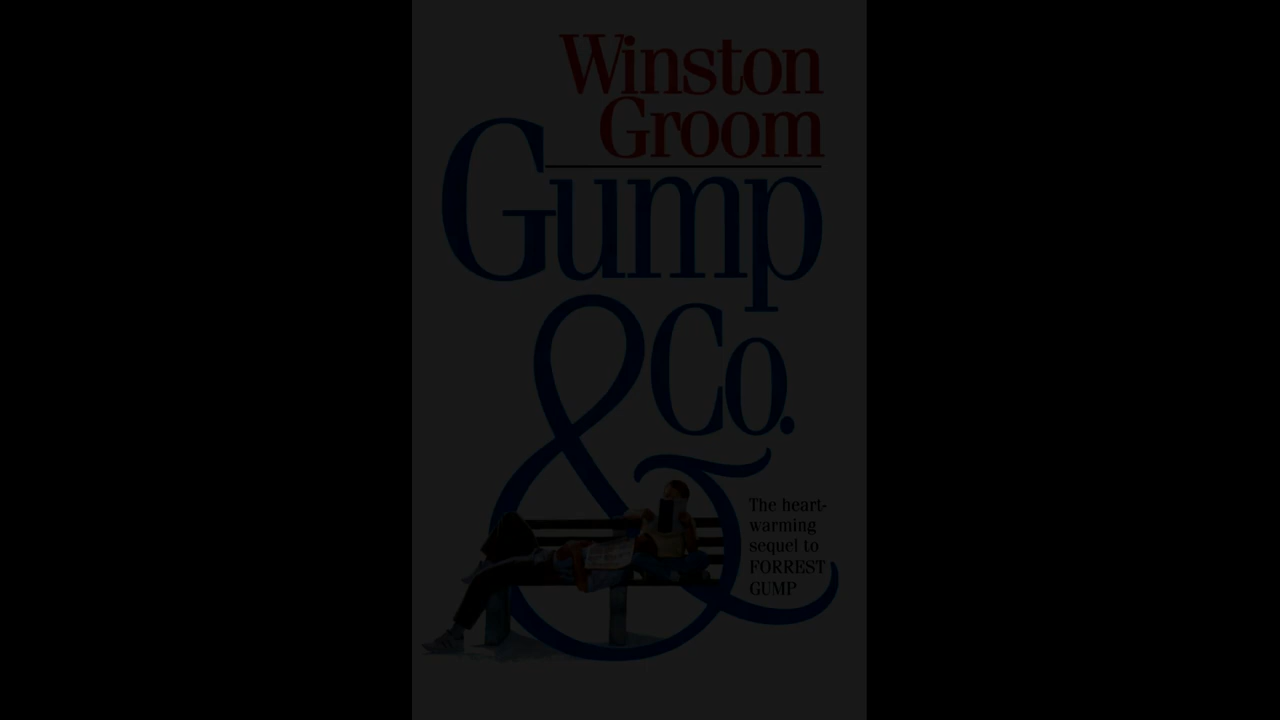 Winston
Groom
Gump
& Co.
The heart-
warming
sequel to
FORREST
GUMP